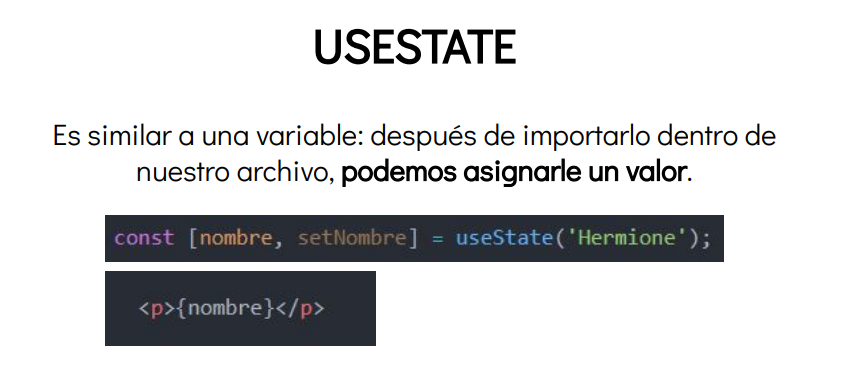 USESTATE
Es similar a una variable: después de importarlo dentro de
nuestro archivo, podemos asignarle un valor.
const [nombre, setNombre] = useState('Hermione');
<p>{nombre}</p>